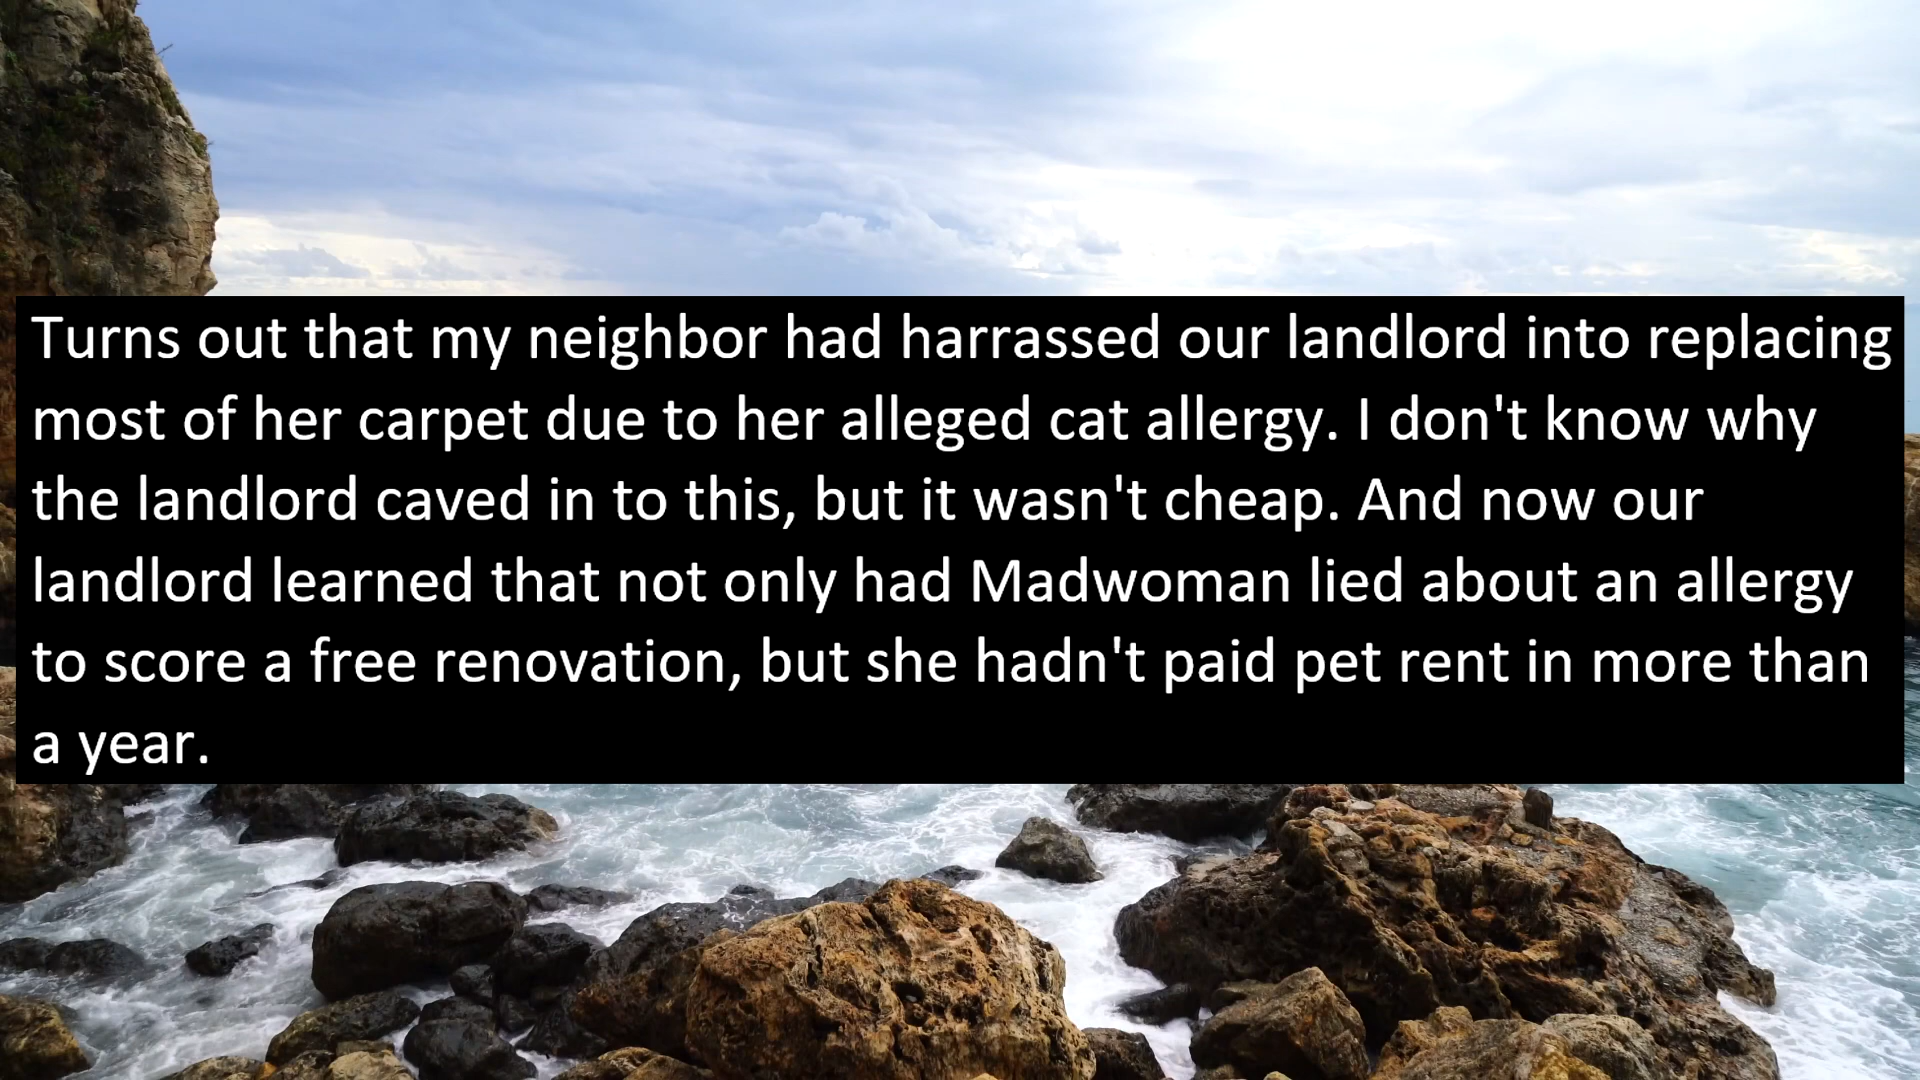 Turns out that my neighbor had harrassed our landlord into replacing
most of her carpet due to her alleged cat allergy. I don't know why
the landlord caved in to this, but it wasn't cheap. And now our
landlord learned that not only had Madwoman lied about an allergy
to score a free renovation, but she hadn't paid pet rent in more than
a year.